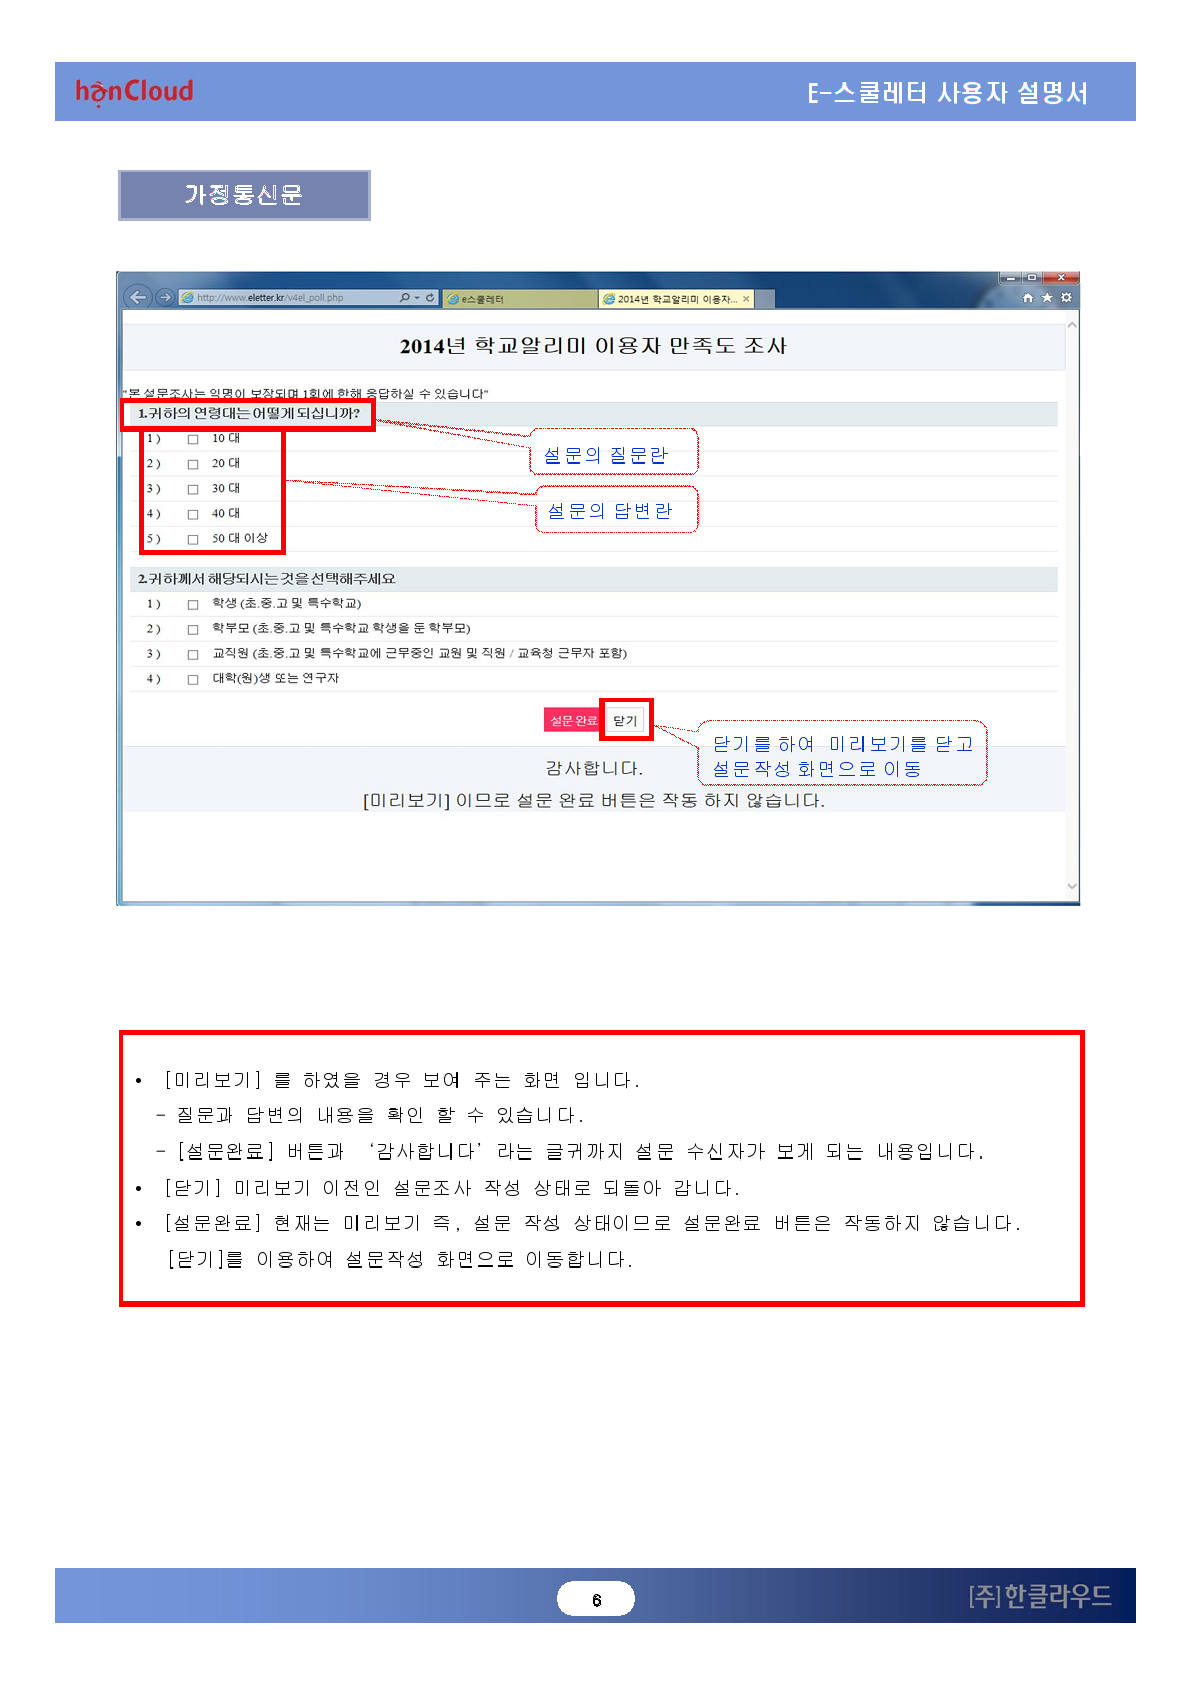 hanCloud
E-스쿨레터 사용자 설명서
가정통신문
http://www.eletter.kr/v4el_poll.php
e스쿨레터
2014년 학교알리미 이용자...
2014년 학교알리미 이용자 만족도 조사
"본 설문조사는 익명이 보장되며 1회에 한해 응답하실 수 있습니다"
1.귀하의 연령대는 어떻게 되십니까?
1 ) 10 대
2 ) 20 대
3 ) 30 대
4 ) 40 대
5 ) 50 대 이상
설문의 질문란
설문의 답변란
2.귀하께서 해당되시는 것을 선택해주세요
1 ) 학생 (초.중.고 및 특수학교)
2 ) 학부모 (초.중.고 및 특수학교 학생을 둔 학부모)
3 ) 교직원 (초.중.고 및 특수학교에 근무중인 교원 및 직원 / 교육청 근무자 포함)
4 ) 대학(원)생 또는 연구자
설문 완료 닫기
닫기를 하여 미리보기를 닫고
설문작성 화면으로 이동
감사합니다.
[미리보기] 이므로 설문 완료 버튼은 작동 하지 않습니다.
• [미리보기] 를 하였을 경우 보여 주는 화면 입니다.
- 질문과 답변의 내용을 확인 할 수 있습니다.
- [설문완료] 버튼과 ‘감사합니다’ 라는 글귀까지 설문 수신자가 보게 되는 내용입니다.
• [닫기] 미리보기 이전인 설문조사 작성 상태로 되돌아 갑니다.
• [설문완료] 현재는 미리보기 즉, 설문 작성 상태이므로 설문완료 버튼은 작동하지 않습니다.
[닫기]를 이용하여 설문작성 화면으로 이동합니다.
6
[주]한클라우드